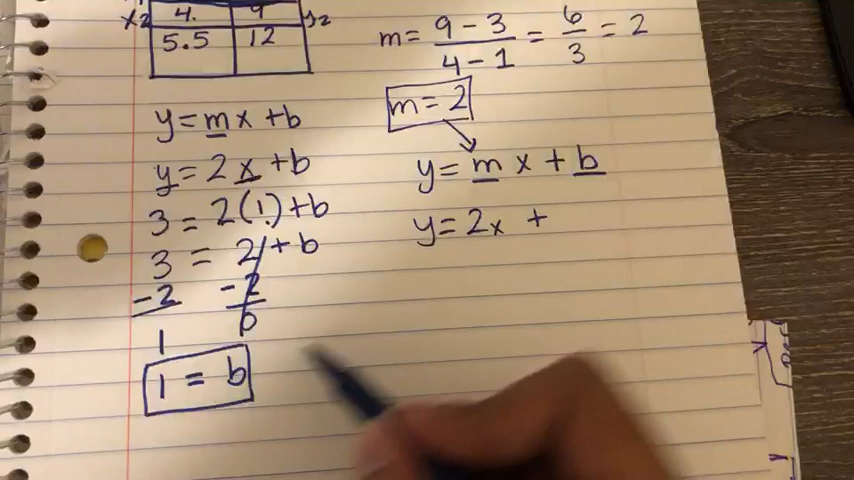 x2 4. 9 y2
5.5 12
m = 9 - 3 / 4 - 1 = 6 / 3 = 2
m = 2
y = mx + b
y = 2x + b
3 = 2(1) + b
3 = 2 + b
-2 -2
1 0
1 = b
y = mx + b
y = 2x +